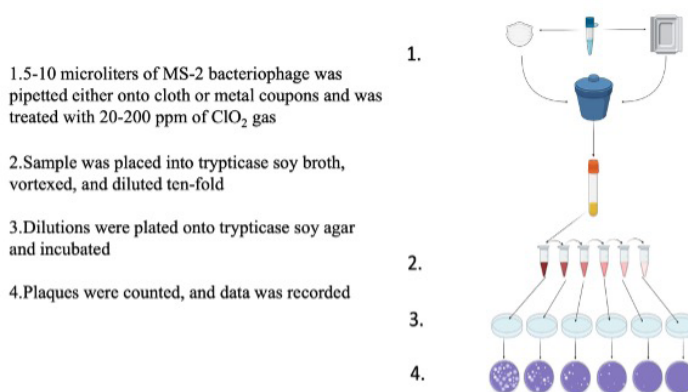 1.5-10 microliters of MS-2 bacteriophage was
pipetted either onto cloth or metal coupons and was
treated with 20-200 ppm of ClO₂ gas
2.Sample was placed into trypticase soy broth,
vortexed, and diluted ten-fold
3.Dilutions were plated onto trypticase soy agar
and incubated
4.Plaques were counted, and data was recorded
1.
2.
3.
4.